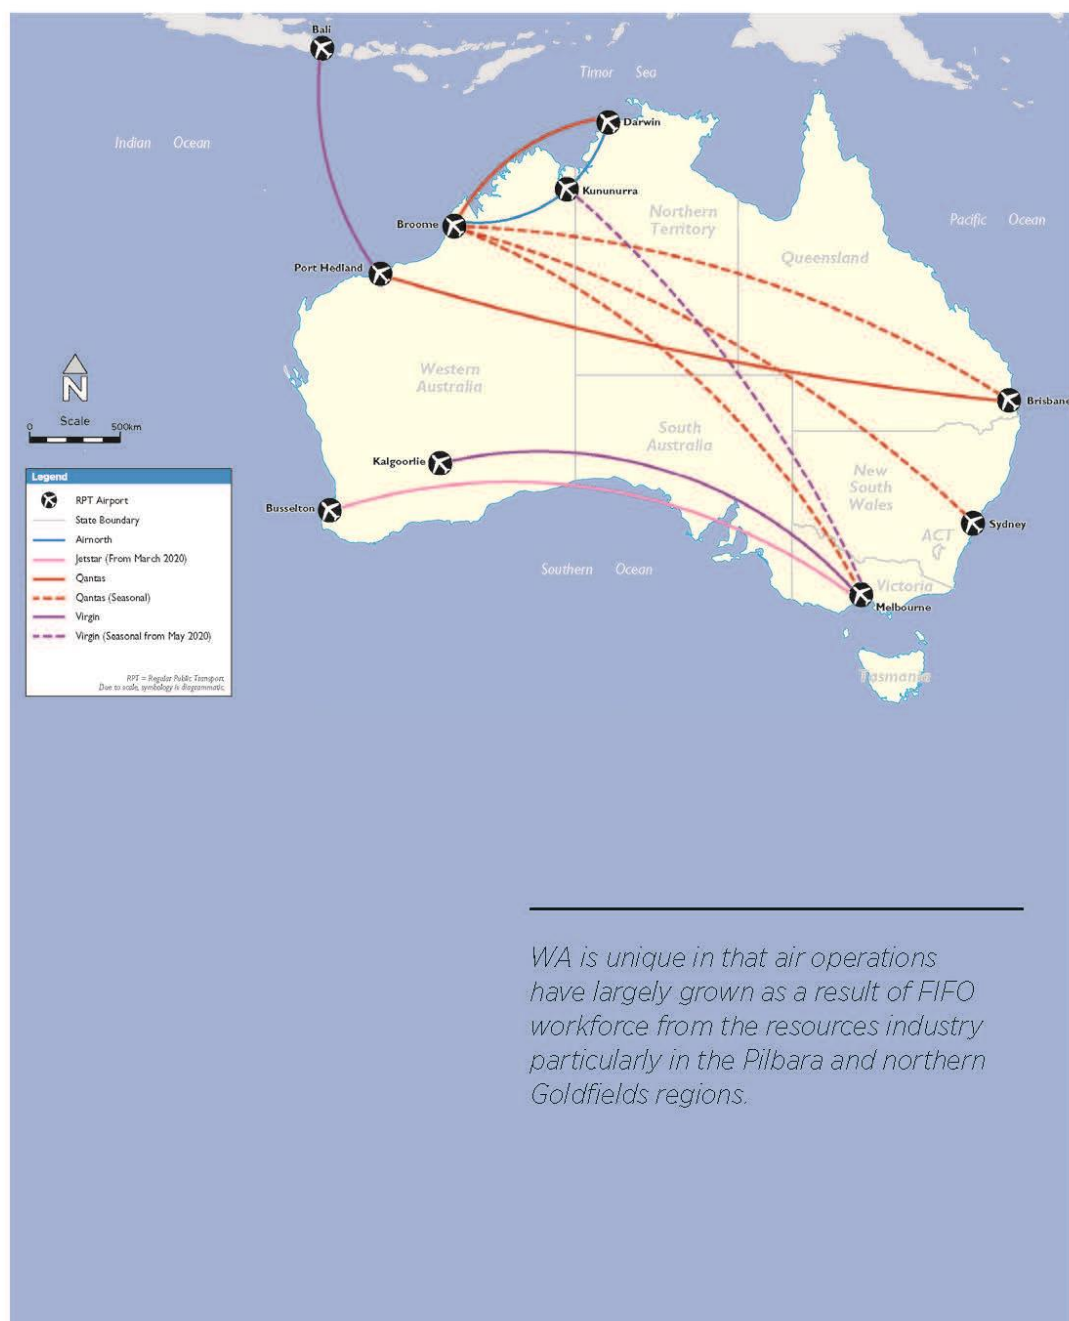 Bali
Timor Sea
Indian Ocean
Darwin
Kununurra
Northern
Territory
Pacific Ocean
Broome
Queensland
Port Hedland
Western
Australia
N
Scale
0 500km
Brisbane
South
Australia
Kalgoorlie
New
South
Wales
Busselton
Sydney
ACT
Southern Ocean
Victoria
Melbourne
Tasmania
Legend
RPT Airport
State Boundary
Airnorth
Jetstar (From March 2020)
Qantas
Qantas (Seasonal)
Virgin
Virgin (Seasonal from May 2020)
RPT = Regular Public Transport.
Due to scale, symbology is diagrammatic.
WA is unique in that air operations
have largely grown as a result of FIFO
workforce from the resources industry
particularly in the Pilbara and northern
Goldfields regions.